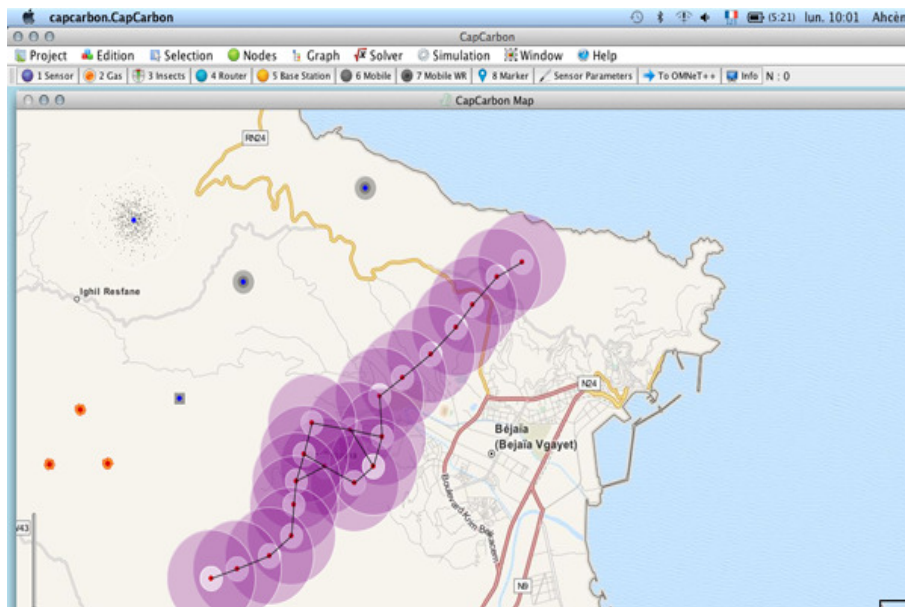 capcarbon.CapCarbon (5:21) lun. 10:01 Ahcèn
CapCarbon
Project Edition Selection Nodes Graph Solver Simulation Window Help
1 Sensor 2 Gas 3 Insects 4 Router 5 Base Station 6 Mobile 7 Mobile WR 8 Marker Sensor Parameters To OMNeT++ Info N : 0
CapCarbon Map
RN24
Ighil Resfane
N24
Béjaïa
(Bejaïa Vgayet)
Boulevard Krim Belkacem
N9